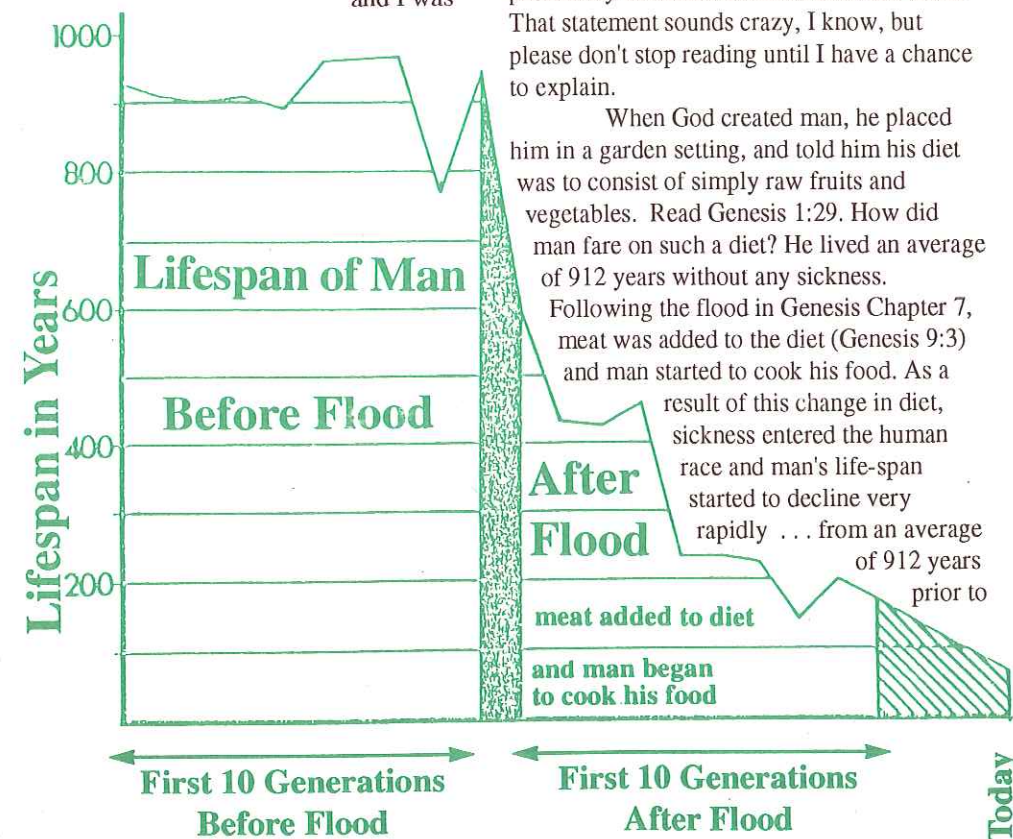 and I was
That statement sounds crazy, I know, but
please don't stop reading until I have a chance
to explain.
When God created man, he placed
him in a garden setting, and told him his diet
was to consist of simply raw fruits and
vegetables. Read Genesis 1:29. How did
man fare on such a diet? He lived an average
of 912 years without any sickness.
Following the flood in Genesis Chapter 7,
meat was added to the diet (Genesis 9:3)
and man started to cook his food. As a
result of this change in diet,
sickness entered the human
race and man's life-span
started to decline very
rapidly . . . from an average
of 912 years
prior to
Lifespan in Years
1000
800
600
400
200
Lifespan of Man
Before Flood
After
Flood
meat added to diet
and man began
to cook his food
First 10 Generations
Before Flood
First 10 Generations
After Flood
Today